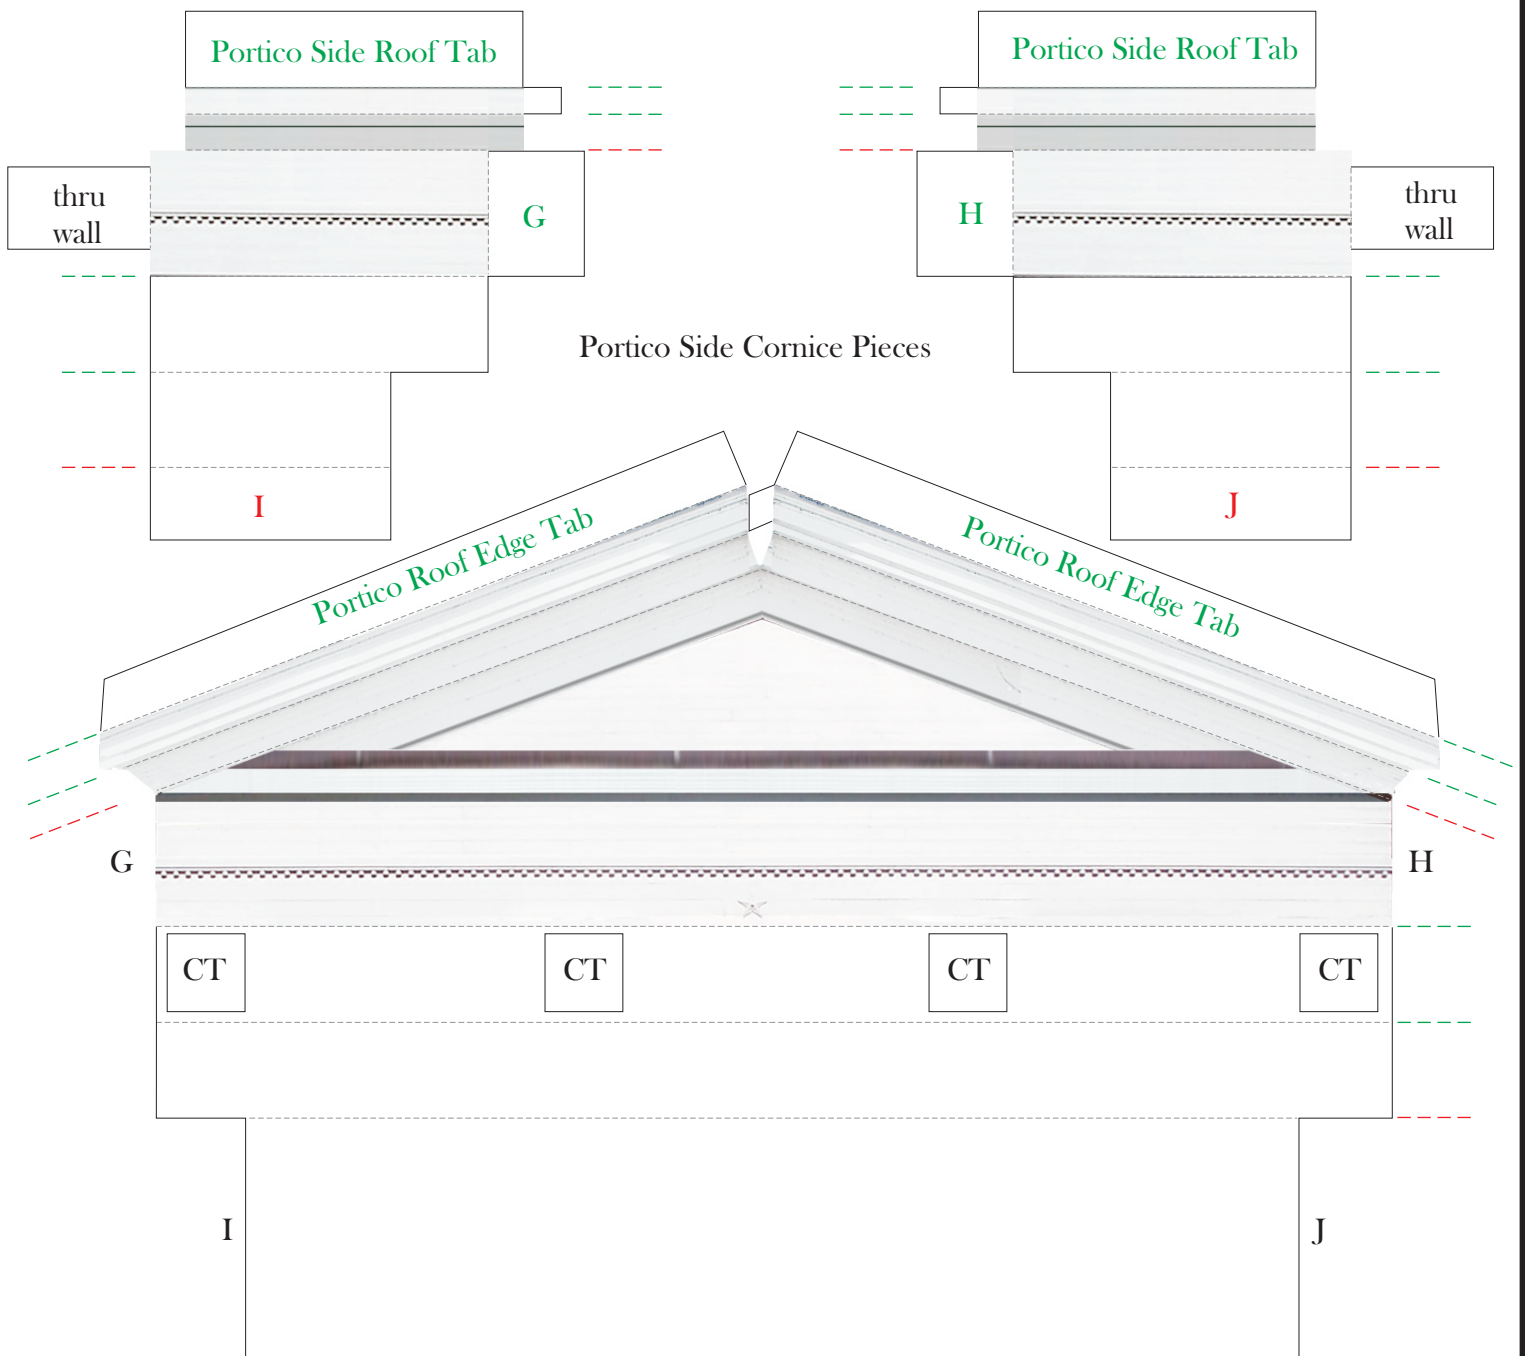 Portico Side Roof Tab
Portico Side Roof Tab
thru
wall
G
H
thru
wall
Portico Side Cornice Pieces
I
J
Portico Roof Edge Tab
Portico Roof Edge Tab
G
H
CT
CT
CT
CT
I
J